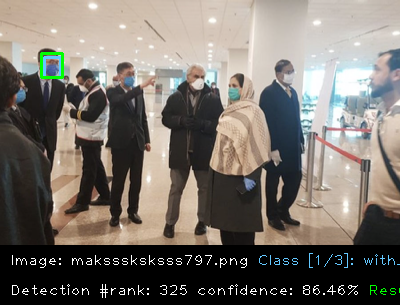 Image: maksssksksss797.png Class [1/3]: with_
Detection #rank: 325 confidence: 86.46% Res